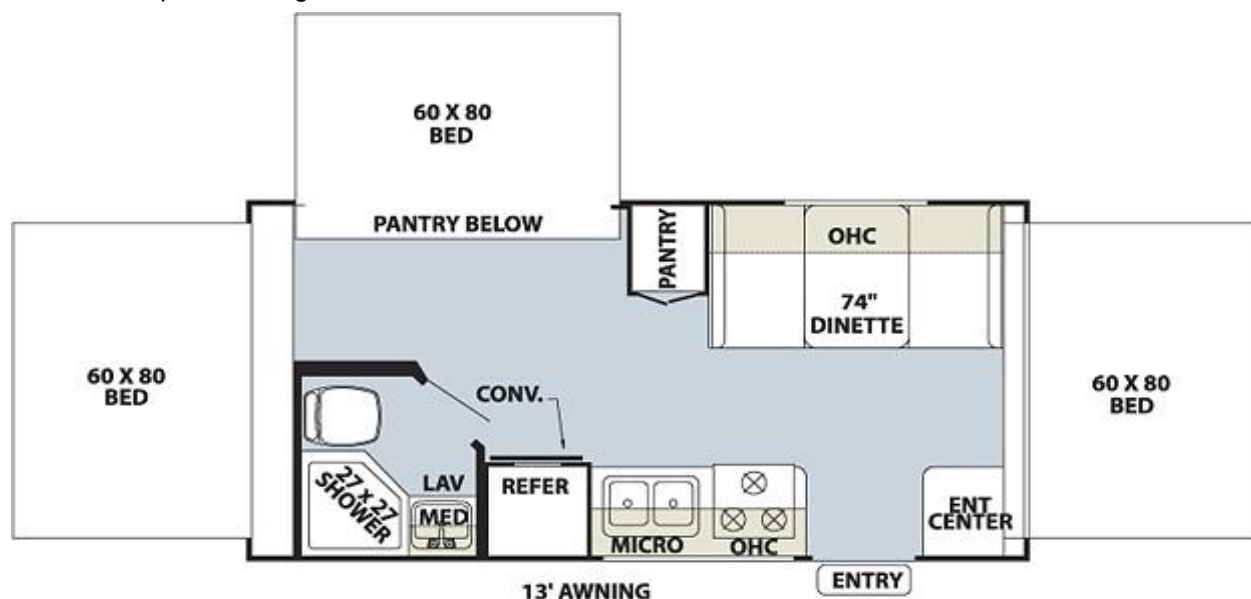 60 X 80
BED
PANTRY BELOW
PANTRY
OHC
74"
DINETTE
60 X 80
BED
60 X 80
BED
CONV.
27 x 27
SHOWER
LAV
MED
REFER
MICRO
OHC
ENT
CENTER
ENTRY
13' AWNING